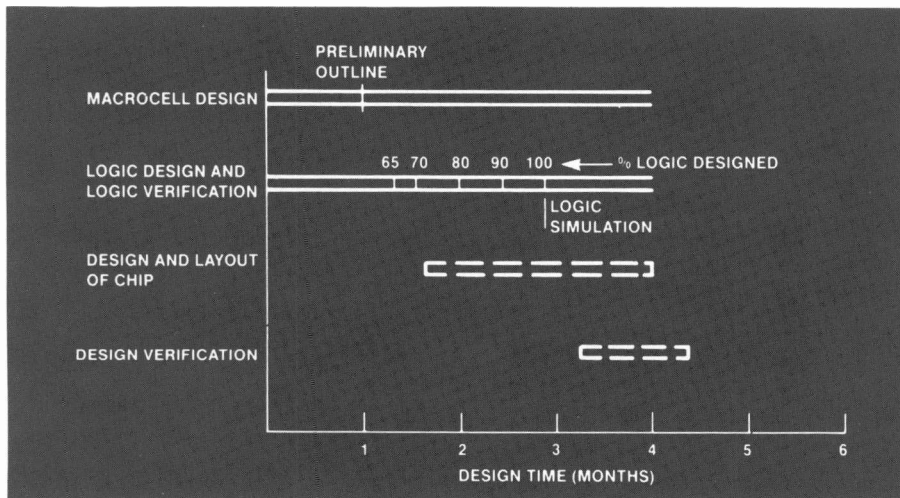 PRELIMINARY
OUTLINE
MACROCELL DESIGN
65 70 80 90 100 ← % LOGIC DESIGNED
LOGIC DESIGN AND
LOGIC VERIFICATION
LOGIC
SIMULATION
DESIGN AND LAYOUT
OF CHIP
DESIGN VERIFICATION
1 2 3 4 5 6
DESIGN TIME (MONTHS)